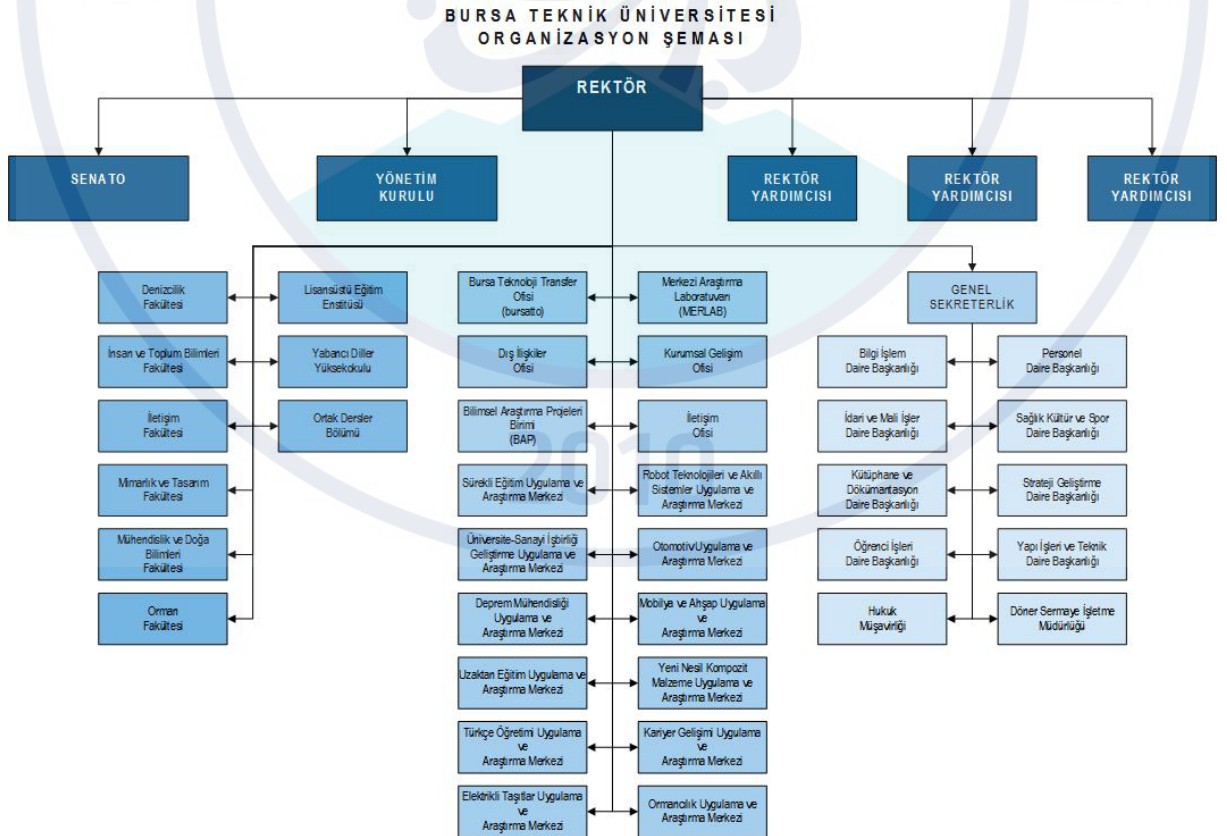 BURSA TEKNİK ÜNİVERSİTESİ
ORGANİZASYON ŞEMASI
REKTÖR
SENATO
YÖNETİM
KURULU
REKTÖR
YARDIMCISI
REKTÖR
YARDIMCISI
REKTÖR
YARDIMCISI
Denizcilik
Fakültesi
Lisansüstü Eğitim
Enstitüsü
İnsan ve Toplum Bilimleri
Fakültesi
Yabancı Diller
Yüksekokulu
İletişim
Fakültesi
Ortak Dersler
Bölümü
Mimarlık ve Tasarım
Fakültesi
Mühendislik ve Doğa
Bilimleri
Fakültesi
Orman
Fakültesi
Bursa Teknoloji Transfer
Ofisi
(bursatto)
Merkezi Araştırma
Laboratuvarı
(MERLAB)
Dış İlişkiler
Ofisi
Kurumsal Gelişim
Ofisi
Bilimsel Araştırma Projeleri
Birimi
(BAP)
İletişim
Ofisi
Sürekli Eğitim Uygulama ve
Araştırma Merkezi
Robot Teknolojileri ve Akıllı
Sistemler Uygulama ve
Araştırma Merkezi
Üniversite-Sanayi İşbirliği
Geliştirme Uygulama ve
Araştırma Merkezi
Otomotiv Uygulama ve
Araştırma Merkezi
Deprem Mühendisliği
Uygulama ve
Araştırma Merkezi
Mobilya ve Ahşap Uygulama
ve
Araştırma Merkezi
Uzaktan Eğitim Uygulama ve
Araştırma Merkezi
Yeni Nesil Kompozit
Malzeme Uygulama ve
Araştırma Merkezi
Türkçe Öğretimi Uygulama
ve
Araştırma Merkezi
Kariyer Gelişimi Uygulama
ve
Araştırma Merkezi
Elektrikli Taşıtlar Uygulama
ve
Araştırma Merkezi
Ormancılık Uygulama ve
Araştırma Merkezi
GENEL
SEKRETERLİK
Bilgi İşlem
Daire Başkanlığı
Personel
Daire Başkanlığı
İdari ve Mali İşler
Daire Başkanlığı
Sağlık Kültür ve Spor
Daire Başkanlığı
Kütüphane ve
Dökümantasyon
Daire Başkanlığı
Strateji Geliştirme
Daire Başkanlığı
Öğrenci İşleri
Daire Başkanlığı
Yapı İşleri ve Teknik
Daire Başkanlığı
Hukuk
Müşavirliği
Döner Sermaye İşletme
Müdürlüğü